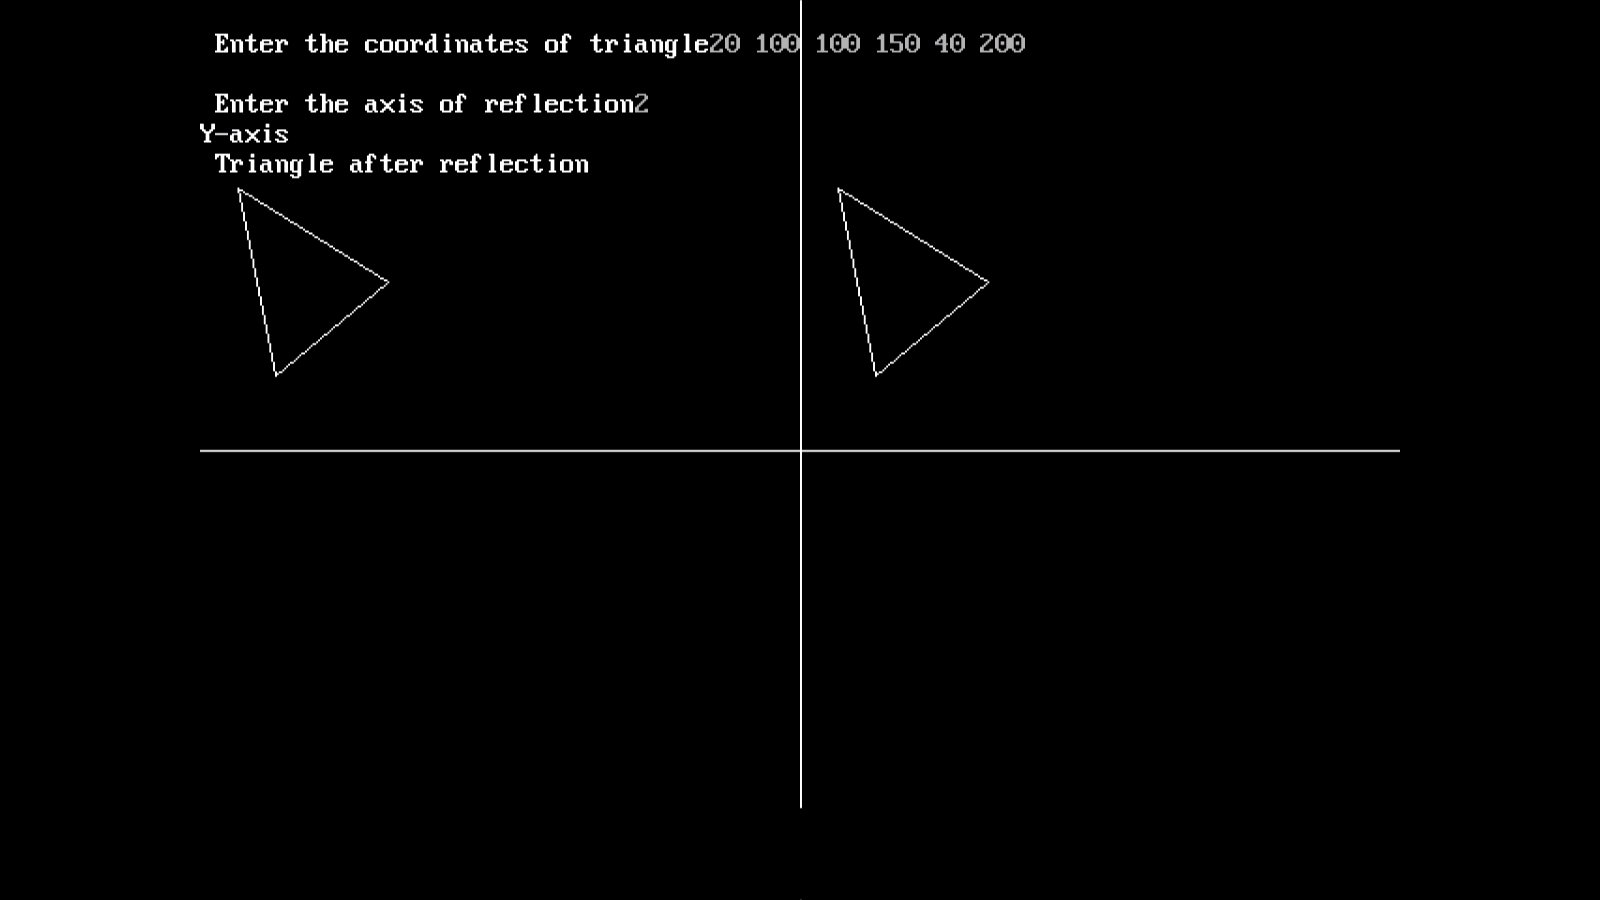 Enter the coordinates of triangle20 100 100 150 40 200
Enter the axis of reflection2
Y-axis
Triangle after reflection